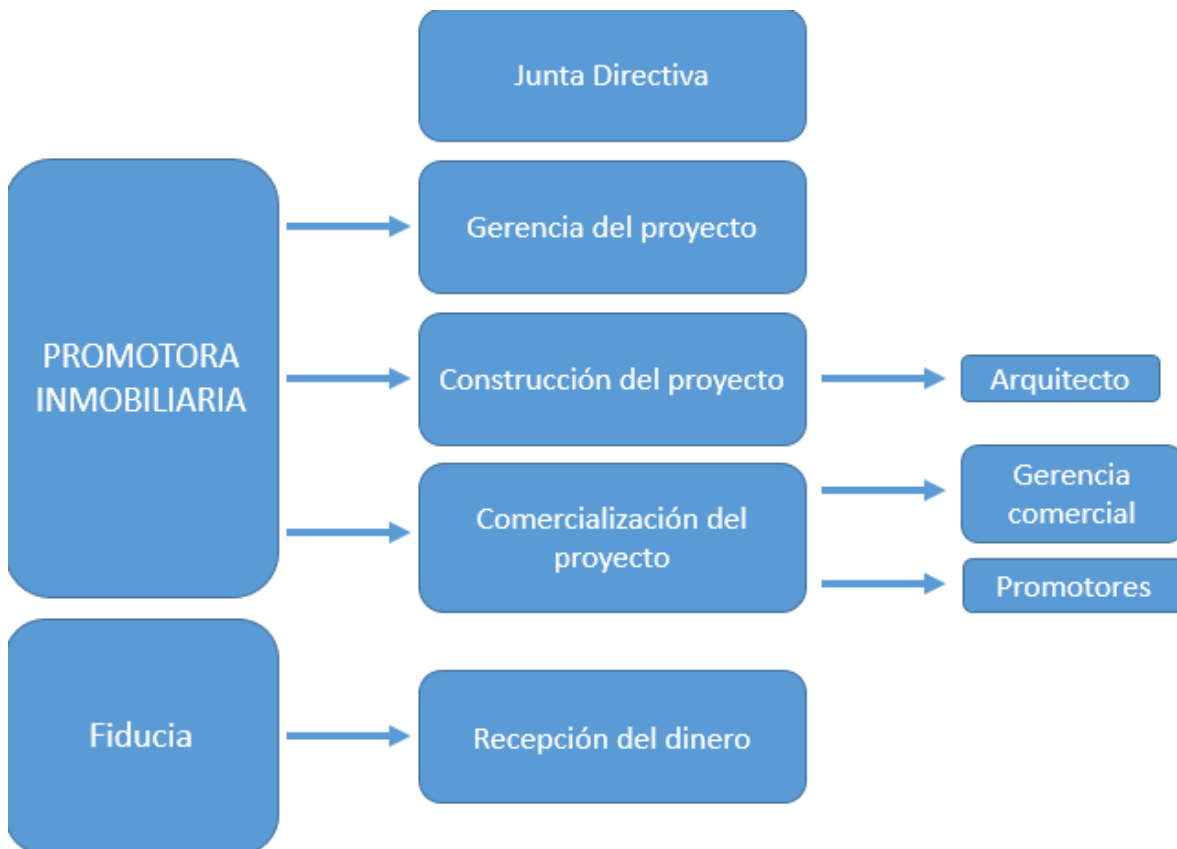 Junta Directiva
Gerencia del proyecto
PROMOTORA
INMOBILIARIA
Construcción del proyecto
Arquitecto
Comercialización del
proyecto
Gerencia
comercial
Promotores
Fiducia
Recepción del dinero